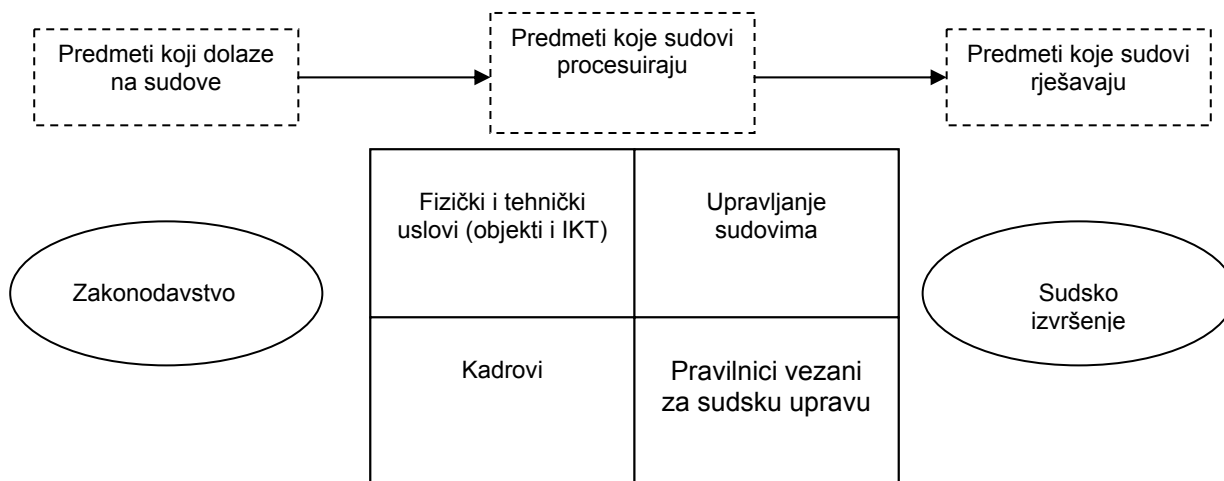 Predmeti koji dolaze
na sudove
Predmeti koje sudovi
procesuiraju
Predmeti koje sudovi
rješavaju
Fizički i tehnički
uslovi (objekti i IKT)
Upravljanje
sudovima
Zakonodavstvo
Sudsko
izvršenje
Kadrovi
Pravilnici vezani
za sudsku upravu